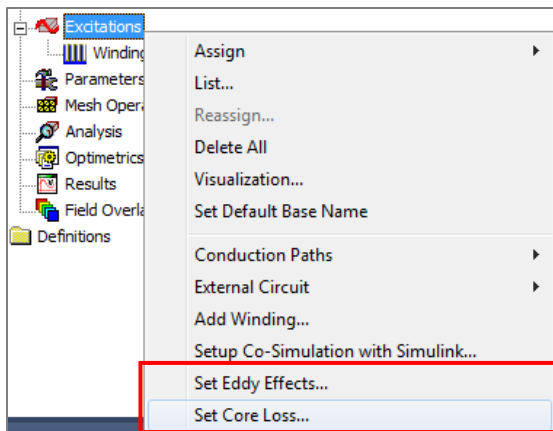 Excitations
Winding
Parameters
Mesh Opera
Analysis
Optimetrics
Results
Field Overla
Definitions
Assign
List...
Reassign...
Delete All
Visualization...
Set Default Base Name
Conduction Paths
External Circuit
Add Winding...
Setup Co-Simulation with Simulink...
Set Eddy Effects...
Set Core Loss...